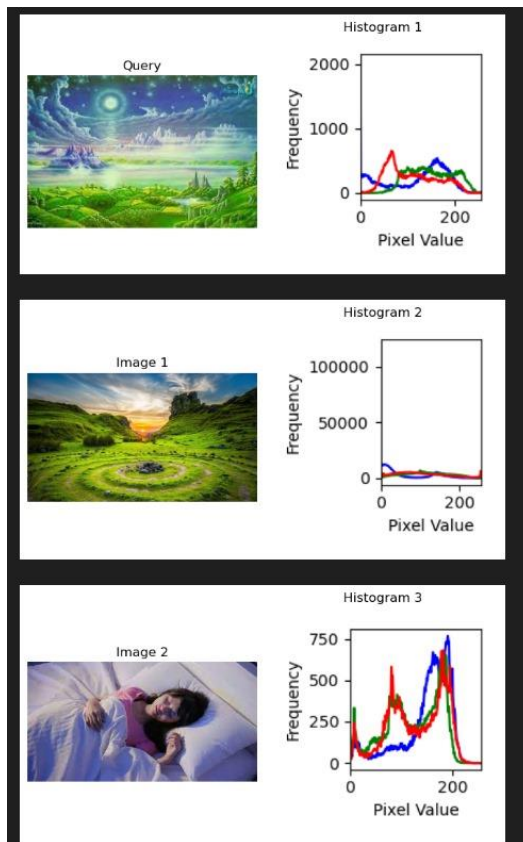 Histogram 1
Query
2000
1000
0
Frequency
0 200
Pixel Value
Histogram 2
Image 1
100000
50000
0
Frequency
0 200
Pixel Value
Histogram 3
Image 2
750
500
250
0
Frequency
0 200
Pixel Value